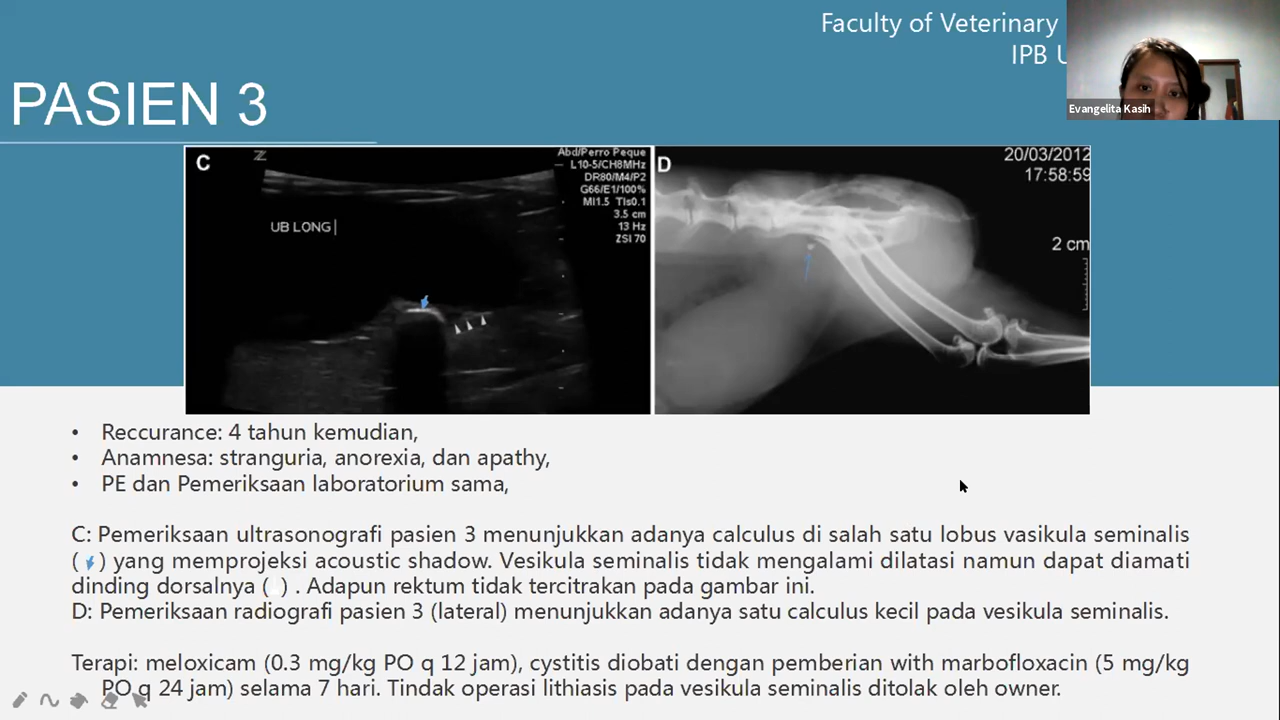 Faculty of Veterinary
IPB U
Evangelita Kasih
PASIEN 3
C
Z
Abd/Perro Peque
L10-5/CH8MHz
DR80/M4/P2
G66/E1/100%
MI1.5 TIs0.1
3.5 cm
13 Hz
ZSI 70
UB LONG
D
20/03/2012
17:58:59
2 cm
• Reccurance: 4 tahun kemudian,
• Anamnesa: stranguria, anorexia, dan apathy,
• PE dan Pemeriksaan laboratorium sama,
C: Pemeriksaan ultrasonografi pasien 3 menunjukkan adanya calculus di salah satu lobus vasikula seminalis
( ) yang memprojeksi acoustic shadow. Vesikula seminalis tidak mengalami dilatasi namun dapat diamati
dinding dorsalnya ( ) . Adapun rektum tidak tercitrakan pada gambar ini.
D: Pemeriksaan radiografi pasien 3 (lateral) menunjukkan adanya satu calculus kecil pada vesikula seminalis.
Terapi: meloxicam (0.3 mg/kg PO q 12 jam), cystitis diobati dengan pemberian with marbofloxacin (5 mg/kg
PO q 24 jam) selama 7 hari. Tindak operasi lithiasis pada vesikula seminalis ditolak oleh owner.